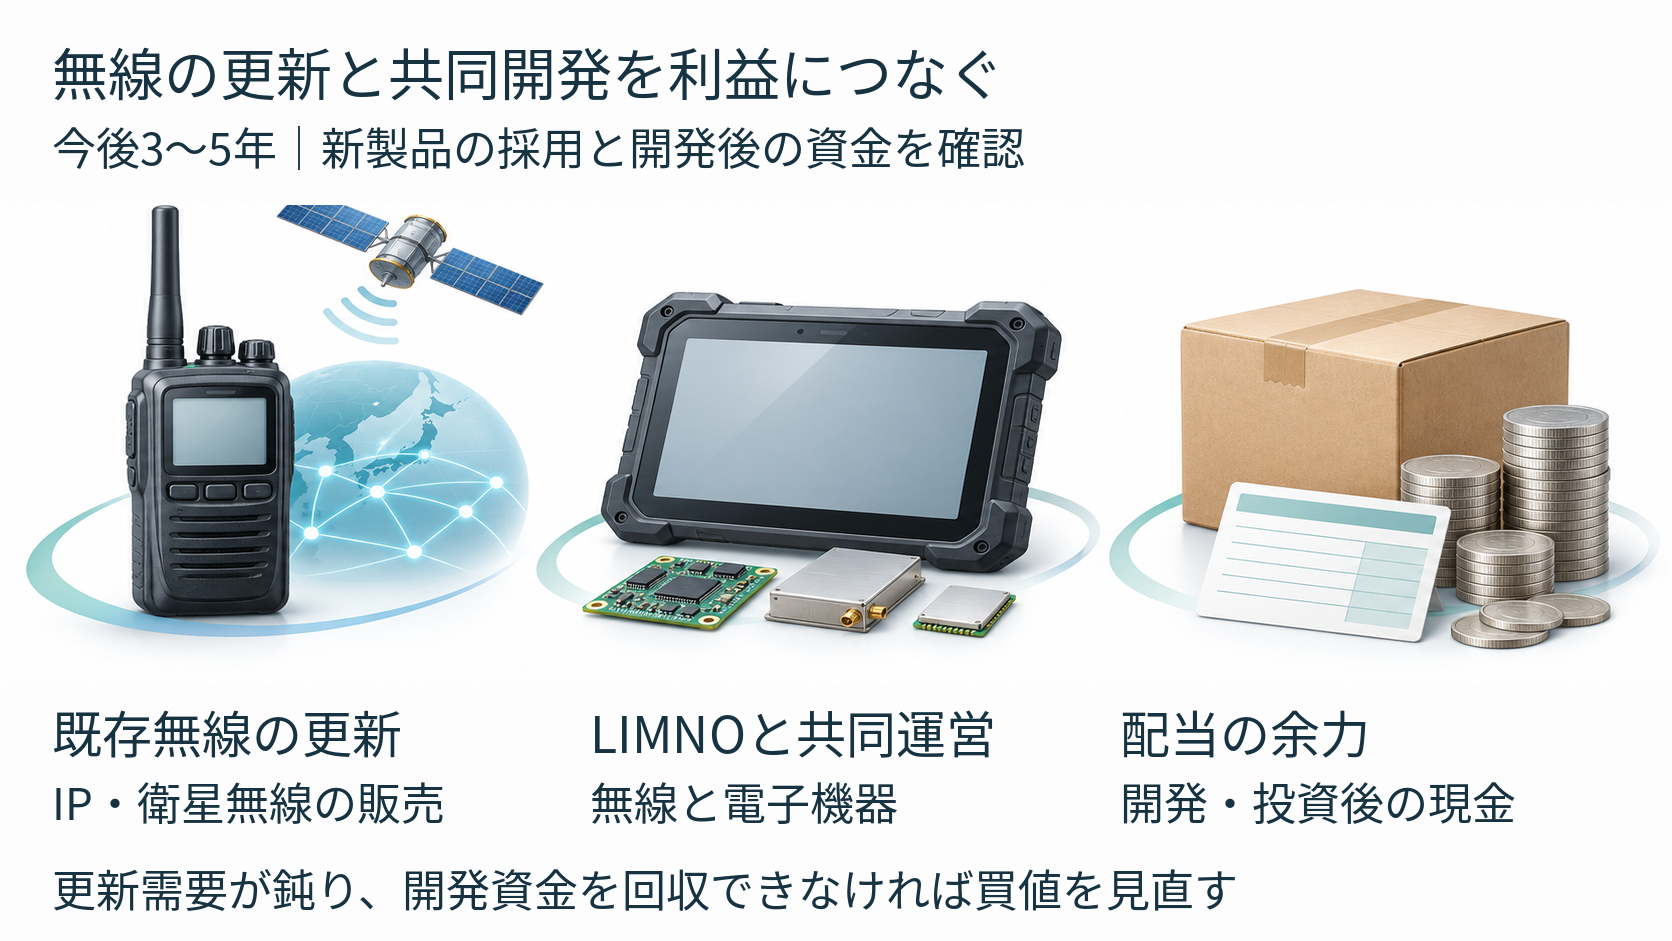 無線の更新と共同開発を利益につなぐ
今後3〜5年｜新製品の採用と開発後の資金を確認
既存無線の更新
IP・衛星無線の販売
LIMNOと共同運営
無線と電子機器
配当の余力
開発・投資後の現金
更新需要が鈍り、開発資金を回収できなければ買値を見直す